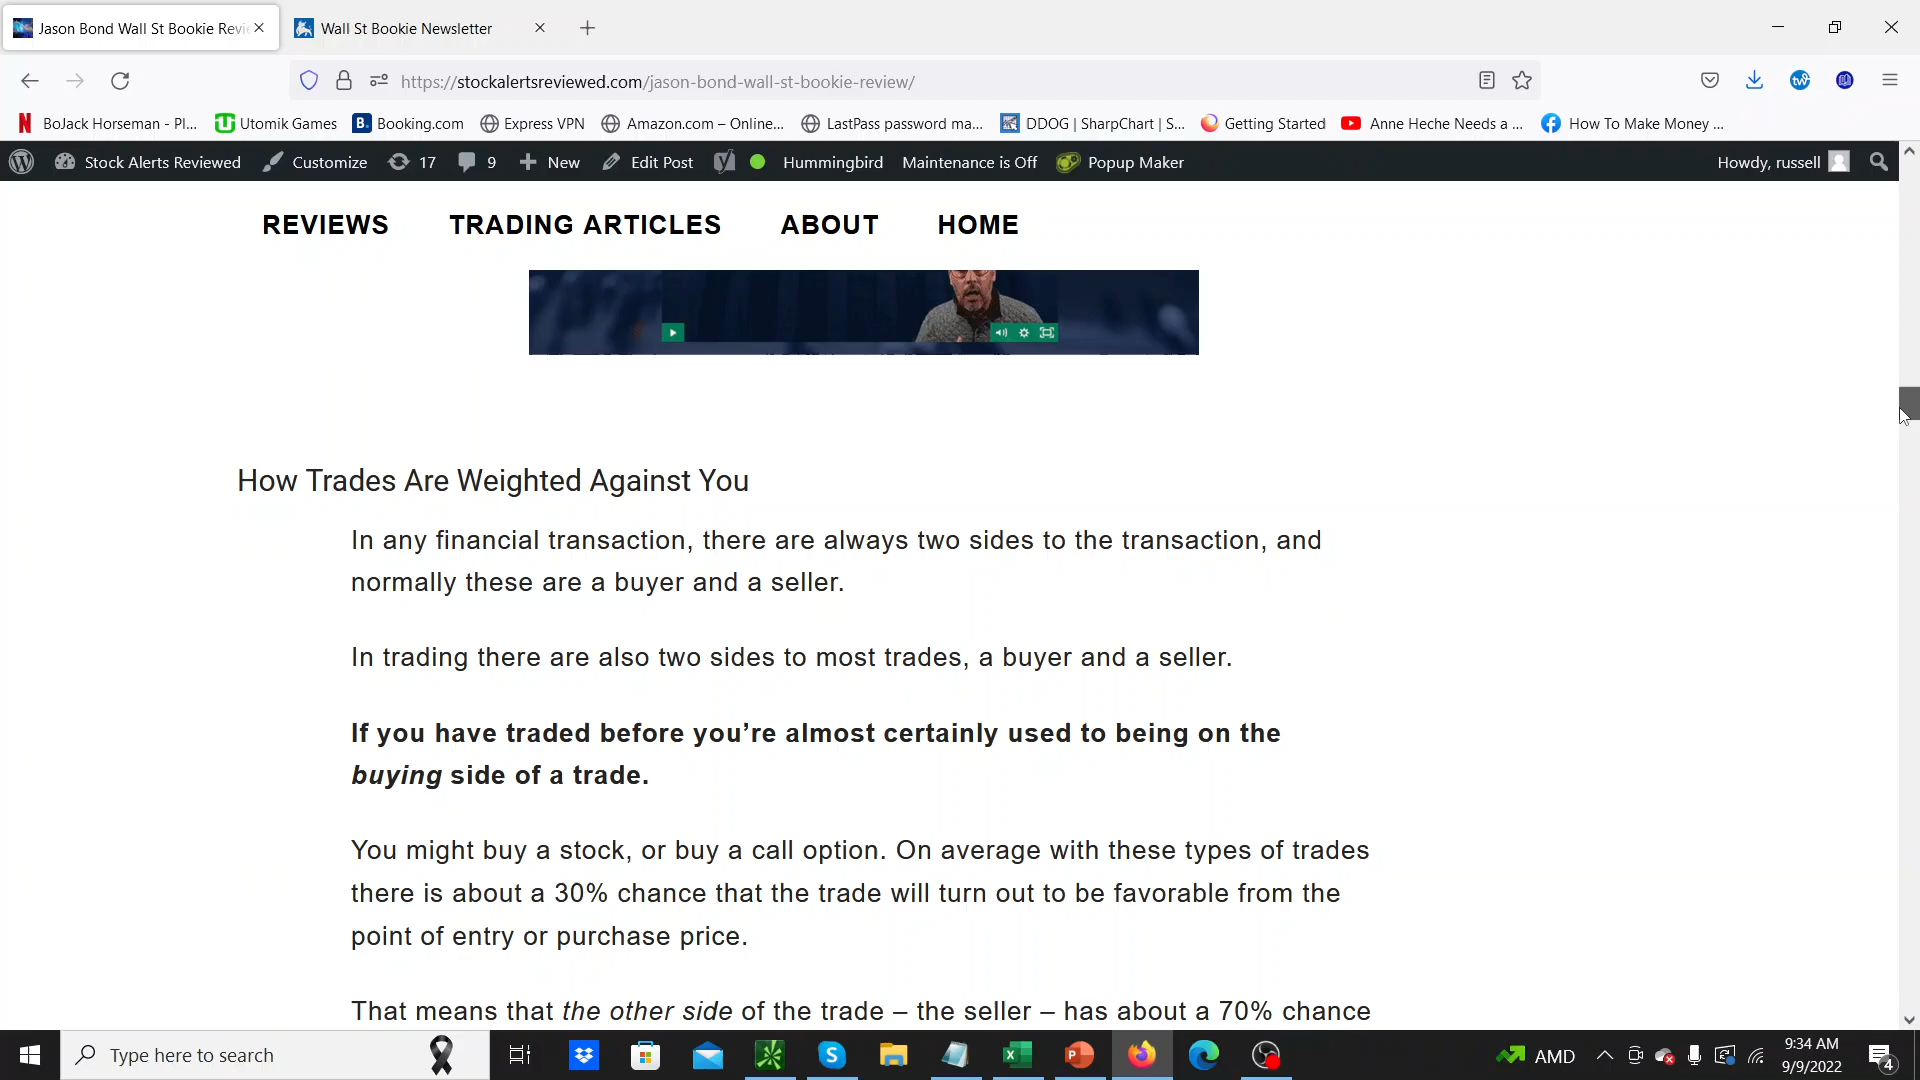 Jason Bond Wall St Bookie Revi
Wall St Bookie Newsletter
https://stockalertsreviewed.com/jason-bond-wall-st-bookie-review/
BoJack Horseman - Pl...
Utomik Games
Booking.com
Express VPN
Amazon.com – Online...
LastPass password ma...
DDOG | SharpChart | S...
Getting Started
Anne Heche Needs a ...
How To Make Money ...
Stock Alerts Reviewed
Customize
17
9
New
Edit Post
Hummingbird
Maintenance is Off
Popup Maker
Howdy, russell
REVIEWS
TRADING ARTICLES
ABOUT
HOME
How Trades Are Weighted Against You
In any financial transaction, there are always two sides to the transaction, and
normally these are a buyer and a seller.
In trading there are also two sides to most trades, a buyer and a seller.
If you have traded before you’re almost certainly used to being on the
buying side of a trade.
You might buy a stock, or buy a call option. On average with these types of trades
there is about a 30% chance that the trade will turn out to be favorable from the
point of entry or purchase price.
That means that the other side of the trade – the seller – has about a 70% chance
Type here to search
AMD
9:34 AM
9/9/2022
4